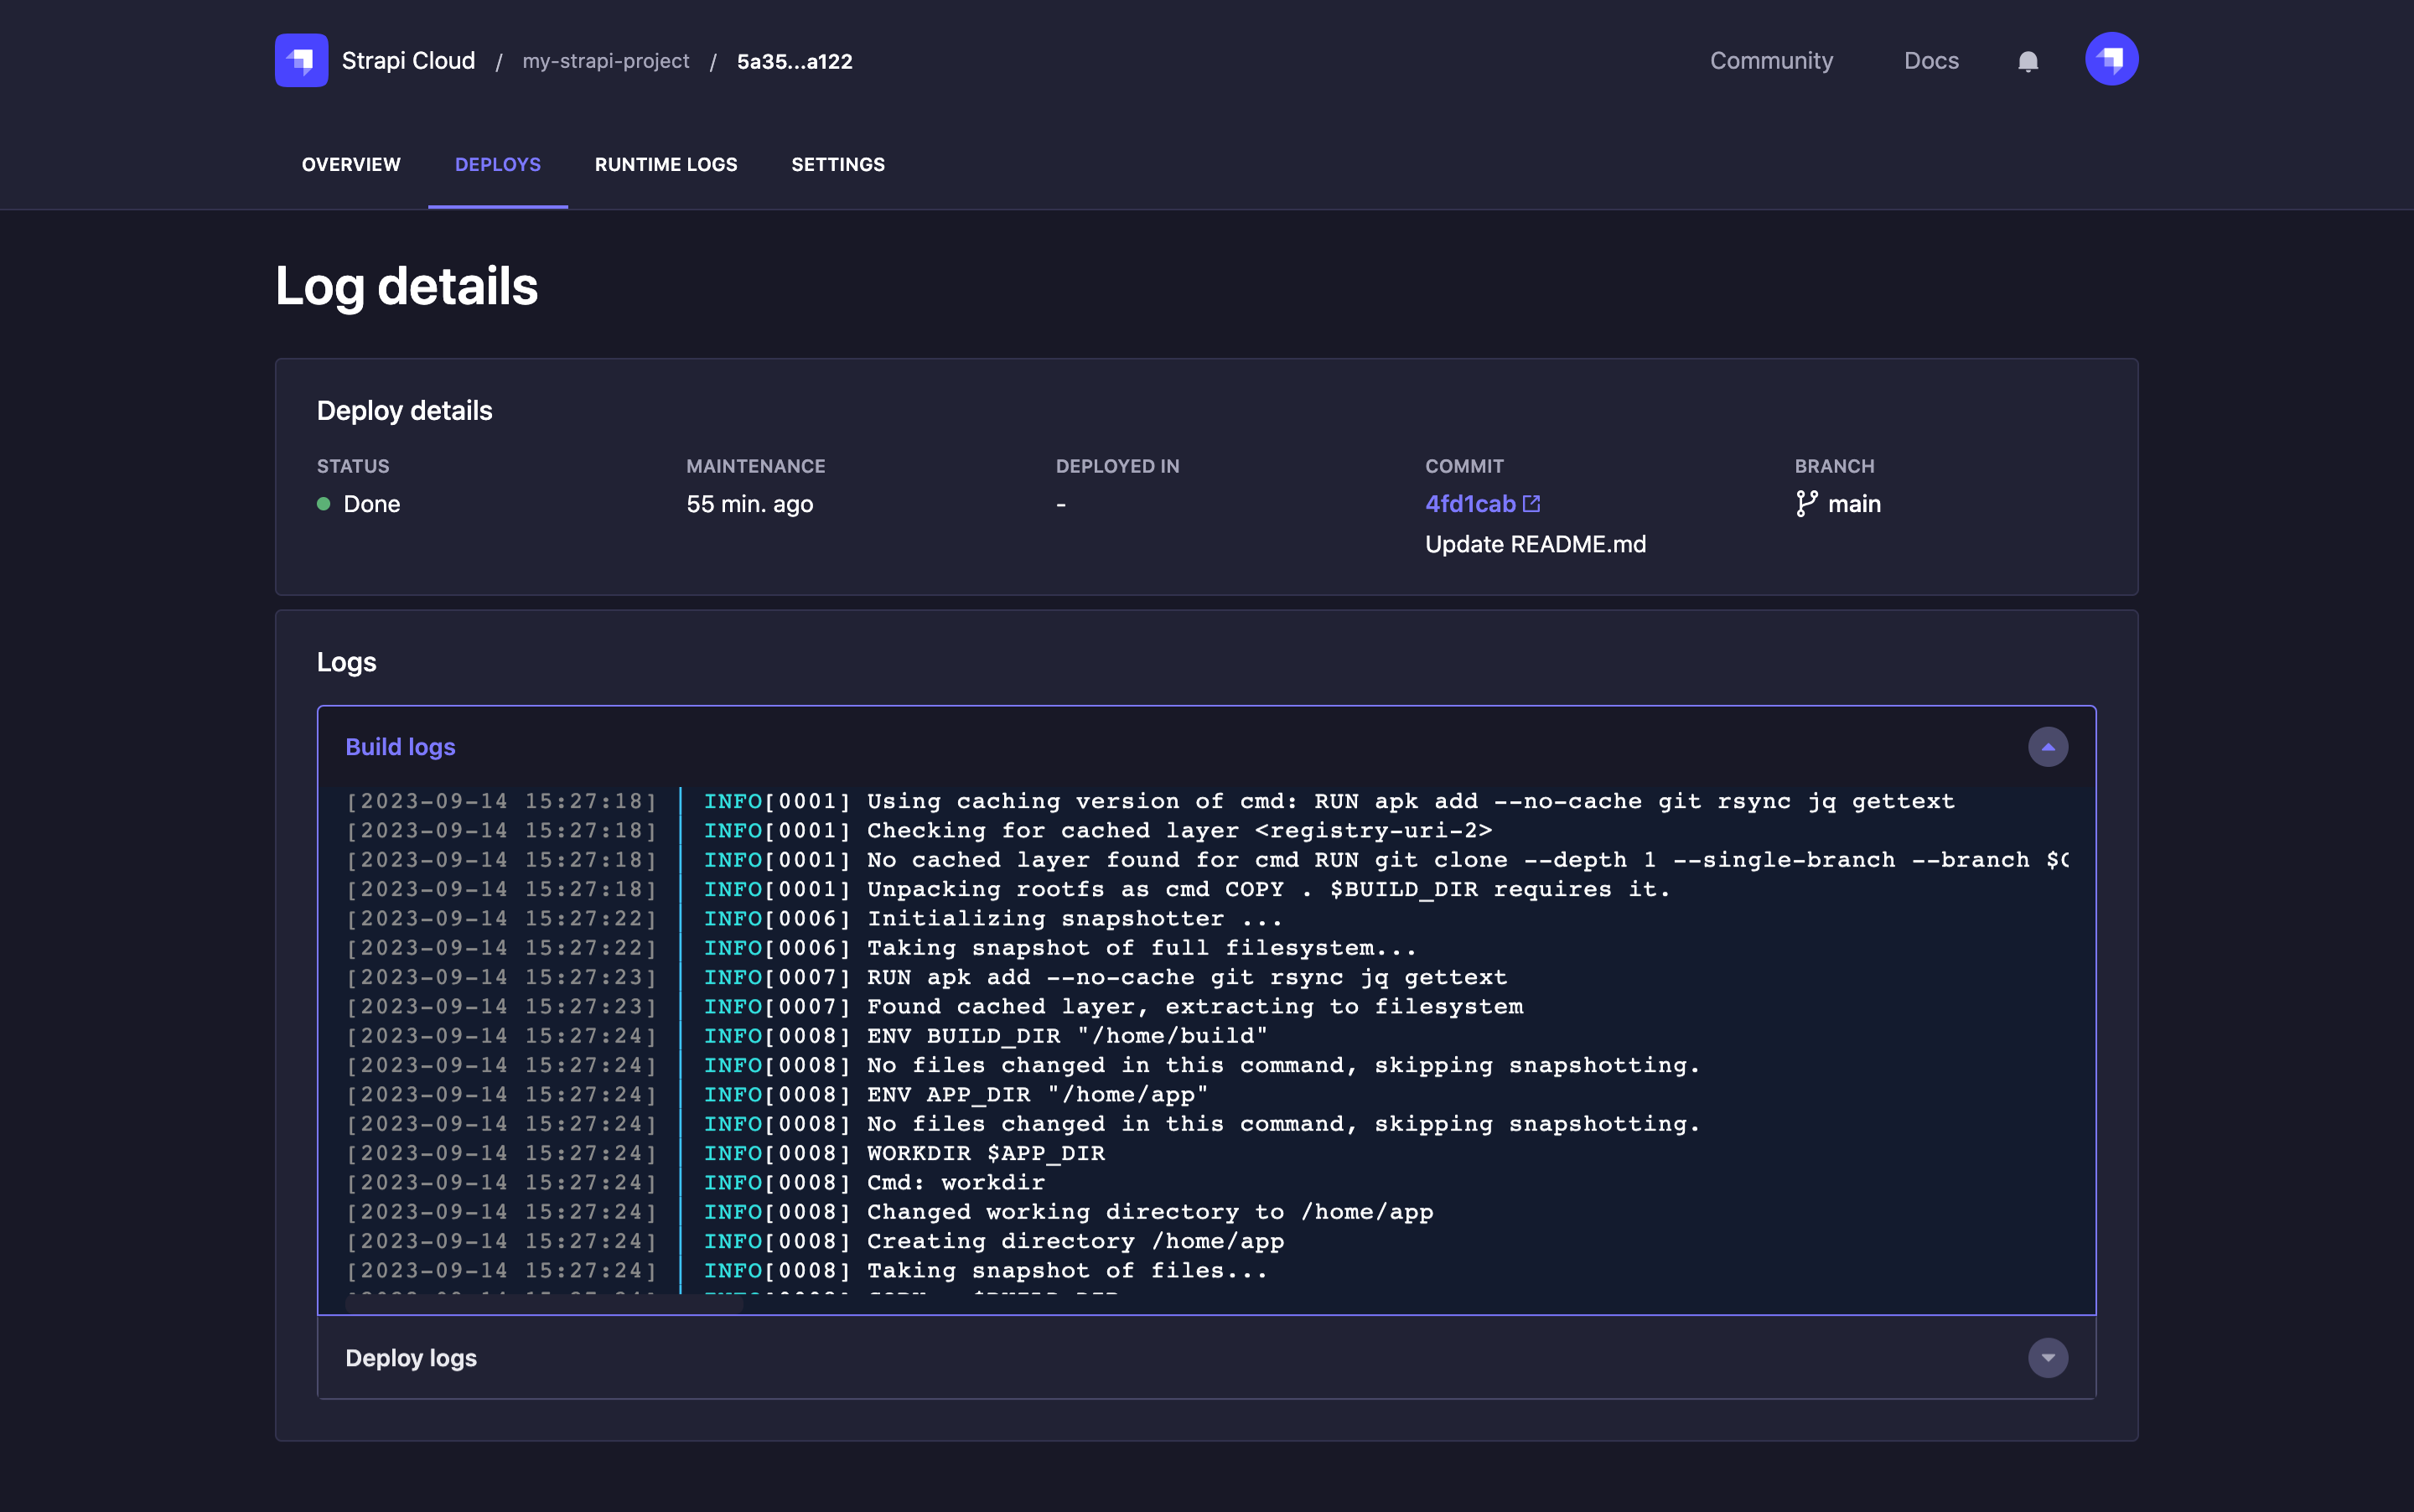 Strapi Cloud / my-strapi-project / 5a35...a122 Community Docs
OVERVIEW DEPLOYS RUNTIME LOGS SETTINGS
Log details
Deploy details
STATUS MAINTENANCE DEPLOYED IN COMMIT BRANCH
Done 55 min. ago - 4fd1cab main
Update README.md
Logs
Build logs
[2023-09-14 15:27:18] INFO[0001] Using caching version of cmd: RUN apk add --no-cache git rsync jq gettext
[2023-09-14 15:27:18] INFO[0001] Checking for cached layer <registry-uri-2>
[2023-09-14 15:27:18] INFO[0001] No cached layer found for cmd RUN git clone --depth 1 --single-branch --branch
[2023-09-14 15:27:18] INFO[0001] Unpacking rootfs as cmd COPY . $BUILD_DIR requires it.
[2023-09-14 15:27:22] INFO[0006] Initializing snapshotter ...
[2023-09-14 15:27:22] INFO[0006] Taking snapshot of full filesystem...
[2023-09-14 15:27:23] INFO[0007] RUN apk add --no-cache git rsync jq gettext
[2023-09-14 15:27:23] INFO[0007] Found cached layer, extracting to filesystem
[2023-09-14 15:27:24] INFO[0008] ENV BUILD_DIR "/home/build"
[2023-09-14 15:27:24] INFO[0008] No files changed in this command, skipping snapshotting.
[2023-09-14 15:27:24] INFO[0008] ENV APP_DIR "/home/app"
[2023-09-14 15:27:24] INFO[0008] No files changed in this command, skipping snapshotting.
[2023-09-14 15:27:24] INFO[0008] WORKDIR $APP_DIR
[2023-09-14 15:27:24] INFO[0008] Cmd: workdir
[2023-09-14 15:27:24] INFO[0008] Changed working directory to /home/app
[2023-09-14 15:27:24] INFO[0008] Creating directory /home/app
[2023-09-14 15:27:24] INFO[0008] Taking snapshot of files...
Deploy logs